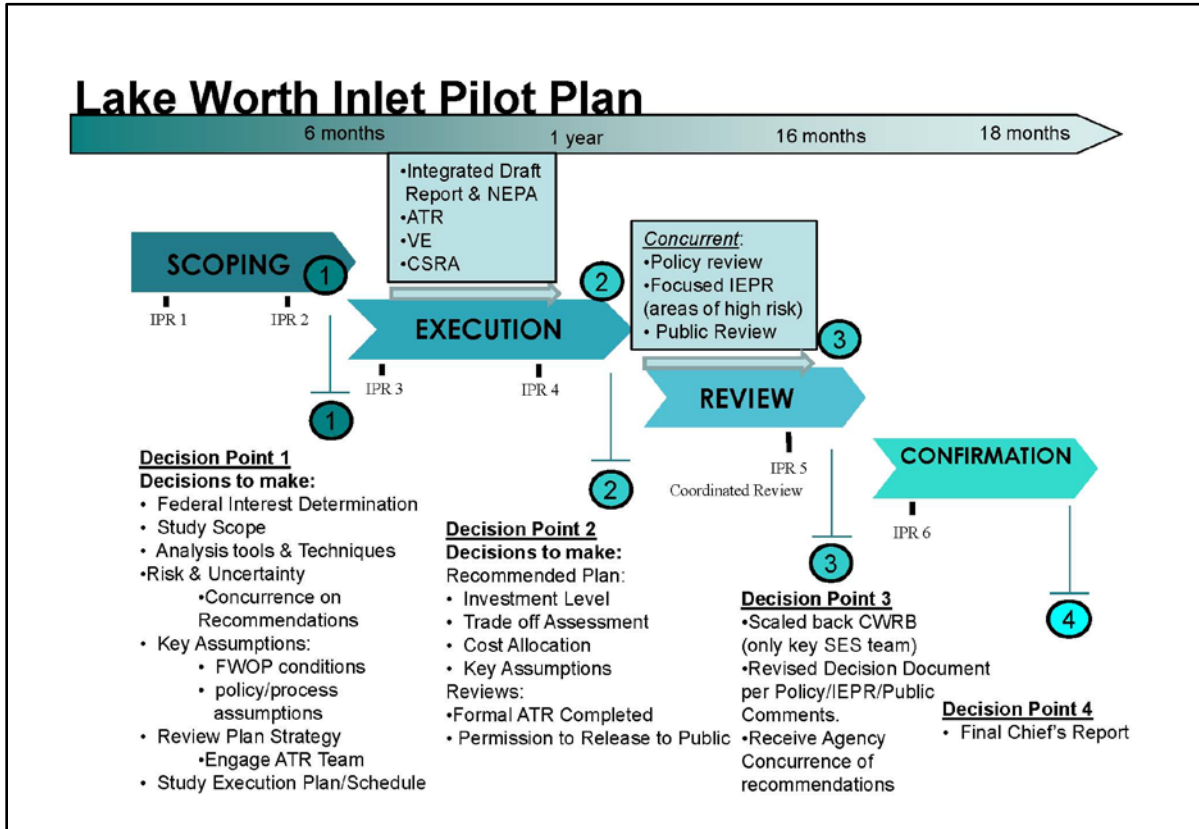 Lake Worth Inlet Pilot Plan
6 months
1 year
16 months
18 months
•Integrated Draft
Report & NEPA
•ATR
•VE
•CSRA
Concurrent:
•Policy review
•Focused IEPR
(areas of high risk)
• Public Review
SCOPING
1
IPR 1
IPR 2
2
EXECUTION
IPR 3
IPR 4
3
REVIEW
IPR 5
Coordinated Review
CONFIRMATION
IPR 6
1
Decision Point 1
Decisions to make:
• Federal Interest Determination
• Study Scope
• Analysis tools & Techniques
•Risk & Uncertainty
•Concurrence on
Recommendations
• Key Assumptions:
• FWOP conditions
• policy/process
assumptions
• Review Plan Strategy
•Engage ATR Team
• Study Execution Plan/Schedule
2
Decision Point 2
Decisions to make:
Recommended Plan:
• Investment Level
• Trade off Assessment
• Cost Allocation
• Key Assumptions
Reviews:
•Formal ATR Completed
• Permission to Release to Public
3
Decision Point 3
•Scaled back CWRB
(only key SES team)
•Revised Decision Document
per Policy/IEPR/Public
Comments.
•Receive Agency
Concurrence of
recommendations
4
Decision Point 4
• Final Chief's Report